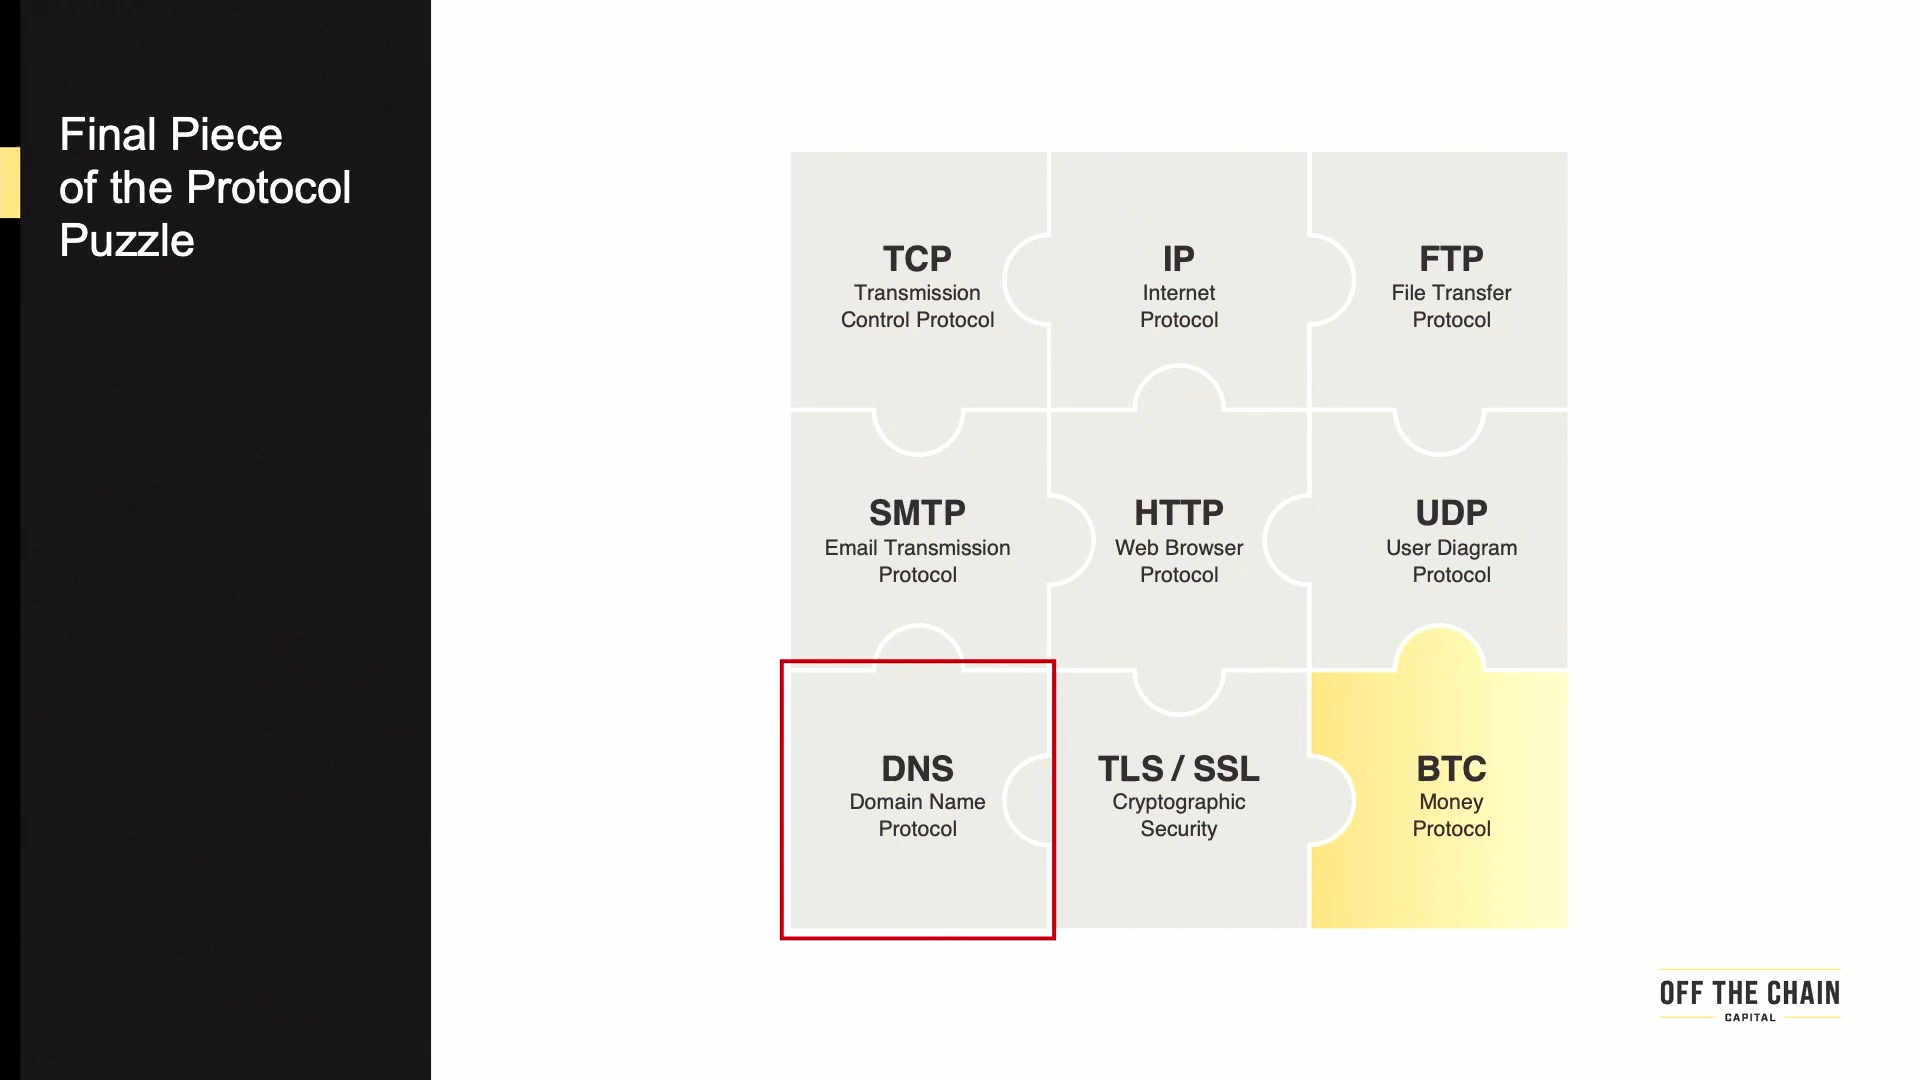 Final Piece
of the Protocol
Puzzle
TCP
Transmission
Control Protocol
IP
Internet
Protocol
FTP
File Transfer
Protocol
SMTP
Email Transmission
Protocol
HTTP
Web Browser
Protocol
UDP
User Diagram
Protocol
DNS
Domain Name
Protocol
TLS / SSL
Cryptographic
Security
BTC
Money
Protocol
OFF THE CHAIN
CAPITAL